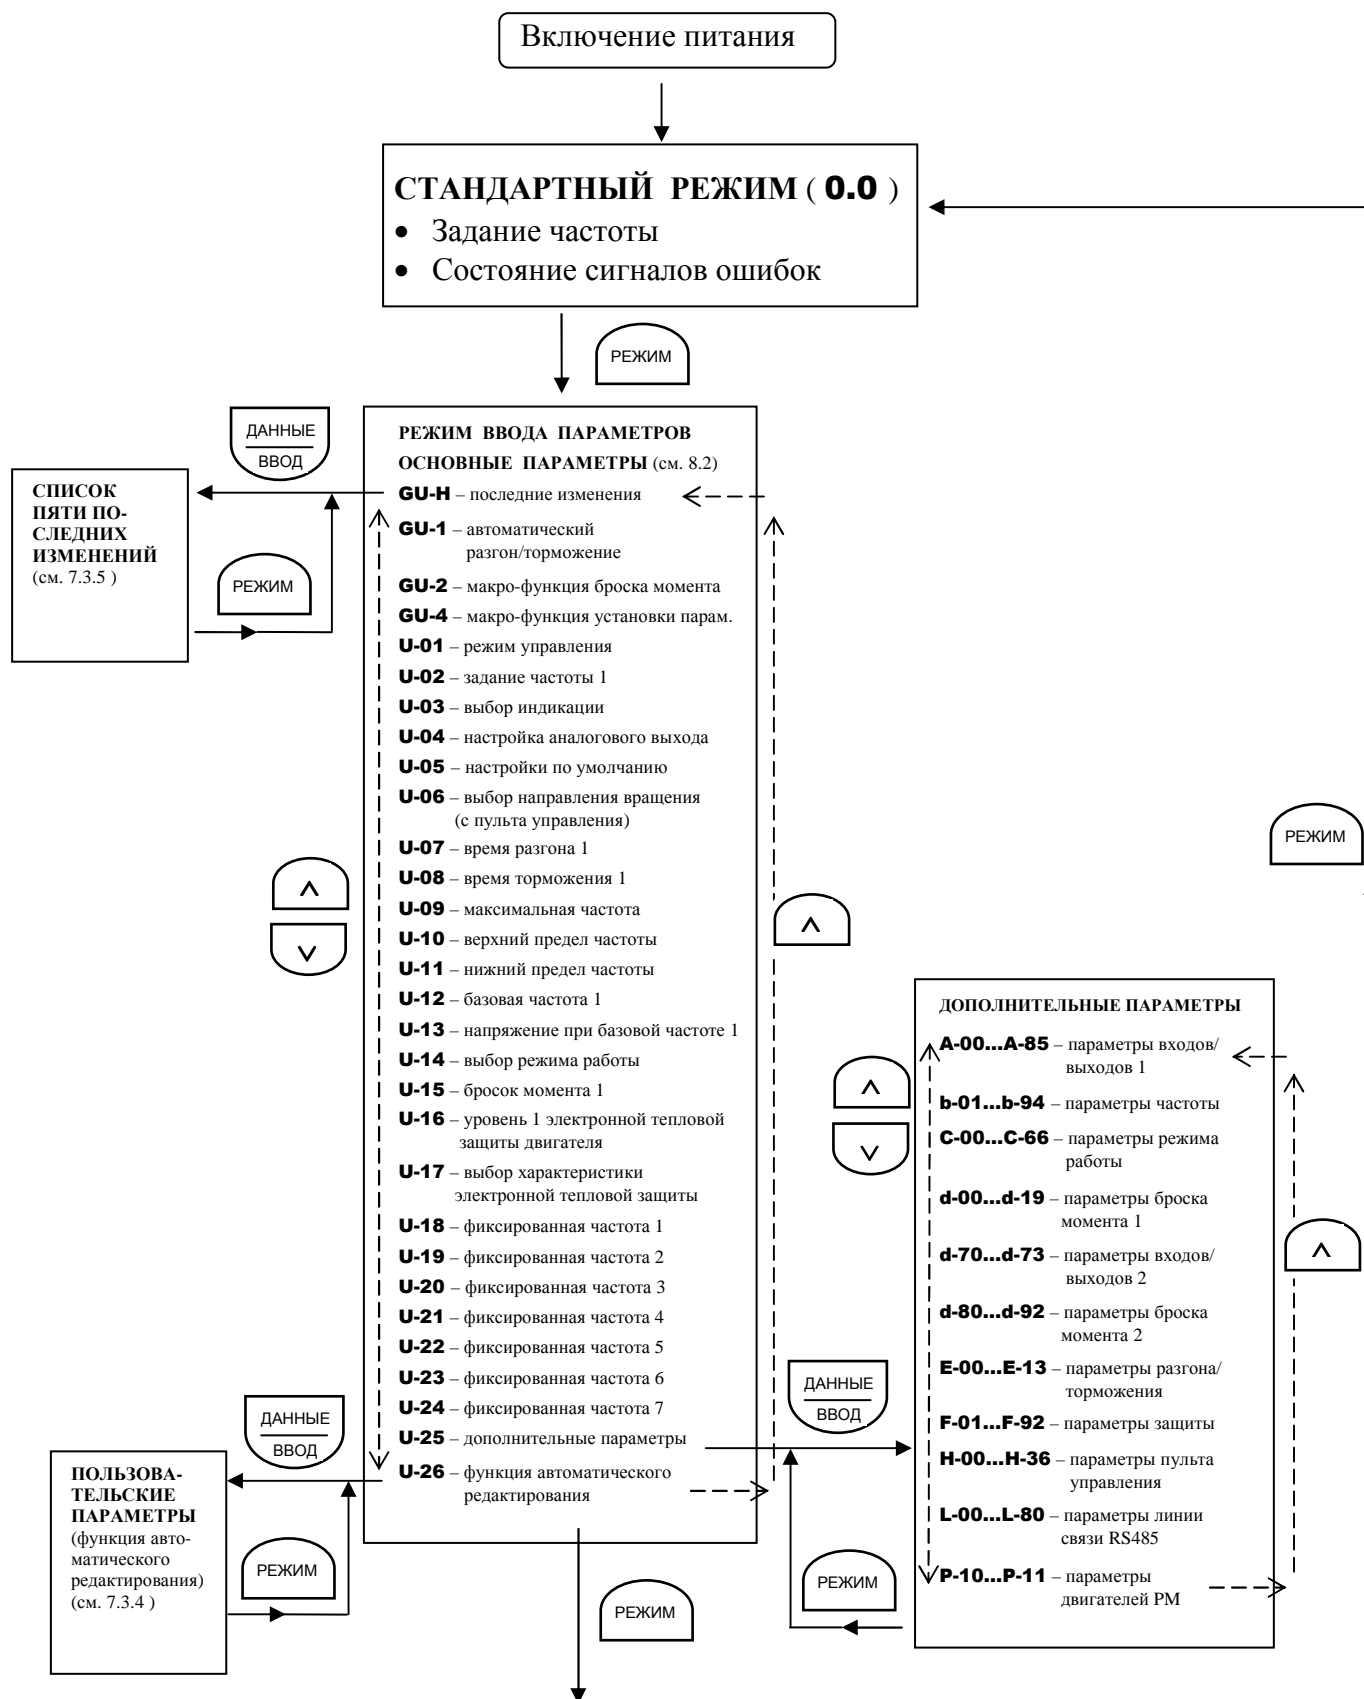 Включение питания
СТАНДАРТНЫЙ РЕЖИМ ( 0.0 )
• Задание частоты
• Состояние сигналов ошибок
РЕЖИМ
ДАННЫЕ
ВВОД
СПИСОК
ПЯТИ ПО-
СЛЕДНИХ
ИЗМЕНЕНИЙ
(см. 7.3.5 )
РЕЖИМ
РЕЖИМ ВВОДА ПАРАМЕТРОВ
ОСНОВНЫЕ ПАРАМЕТРЫ (см. 8.2)
GU-H – последние изменения
GU-1 – автоматический
разгон/торможение
GU-2 – макро-функция броска момента
GU-4 – макро-функция установки парам.
U-01 – режим управления
U-02 – задание частоты 1
U-03 – выбор индикации
U-04 – настройка аналогового выхода
U-05 – настройки по умолчанию
U-06 – выбор направления вращения
(с пульта управления)
U-07 – время разгона 1
U-08 – время торможения 1
U-09 – максимальная частота
U-10 – верхний предел частоты
U-11 – нижний предел частоты
U-12 – базовая частота 1
U-13 – напряжение при базовой частоте 1
U-14 – выбор режима работы
U-15 – бросок момента 1
U-16 – уровень 1 электронной тепловой
защиты двигателя
U-17 – выбор характеристики
электронной тепловой защиты
U-18 – фиксированная частота 1
U-19 – фиксированная частота 2
U-20 – фиксированная частота 3
U-21 – фиксированная частота 4
U-22 – фиксированная частота 5
U-23 – фиксированная частота 6
U-24 – фиксированная частота 7
U-25 – дополнительные параметры
U-26 – функция автоматического
редактирования
^
v
^
РЕЖИМ
ДОПОЛНИТЕЛЬНЫЕ ПАРАМЕТРЫ
A-00...A-85 – параметры входов/
выходов 1
b-01...b-94 – параметры частоты
C-00...C-66 – параметры режима
работы
d-00...d-19 – параметры броска
момента 1
d-70...d-73 – параметры входов/
выходов 2
d-80...d-92 – параметры броска
момента 2
E-00...E-13 – параметры разгона/
торможения
F-01...F-92 – параметры защиты
H-00...H-36 – параметры пульта
управления
L-00...L-80 – параметры линии
связи RS485
P-10...P-11 – параметры
двигателей PM
^
v
^
ДАННЫЕ
ВВОД
РЕЖИМ
ДАННЫЕ
ВВОД
ПОЛЬЗОВА-
ТЕЛЬСКИЕ
ПАРАМЕТРЫ
(функция авто-
матического
редактирования)
(см. 7.3.4 )
РЕЖИМ
РЕЖИМ